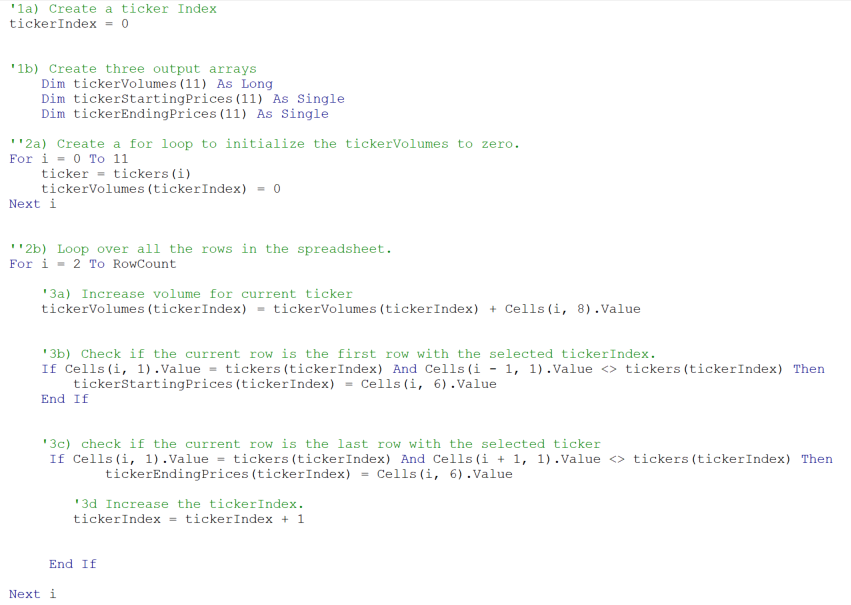 '1a) Create a ticker Index
tickerIndex = 0
'1b) Create three output arrays
Dim tickerVolumes(11) As Long
Dim tickerStartingPrices(11) As Single
Dim tickerEndingPrices(11) As Single
''2a) Create a for loop to initialize the tickerVolumes to zero.
For i = 0 To 11
ticker = tickers(i)
tickerVolumes(tickerIndex) = 0
Next i
''2b) Loop over all the rows in the spreadsheet.
For i = 2 To RowCount
'3a) Increase volume for current ticker
tickerVolumes(tickerIndex) = tickerVolumes(tickerIndex) + Cells(i, 8).Value
'3b) Check if the current row is the first row with the selected tickerIndex.
If Cells(i, 1).Value = tickers(tickerIndex) And Cells(i - 1, 1).Value <> tickers(tickerIndex) Then
tickerStartingPrices(tickerIndex) = Cells(i, 6).Value
End If
'3c) check if the current row is the last row with the selected ticker
If Cells(i, 1).Value = tickers(tickerIndex) And Cells(i + 1, 1).Value <> tickers(tickerIndex) Then
tickerEndingPrices(tickerIndex) = Cells(i, 6).Value
'3d Increase the tickerIndex.
tickerIndex = tickerIndex + 1
End If
Next i